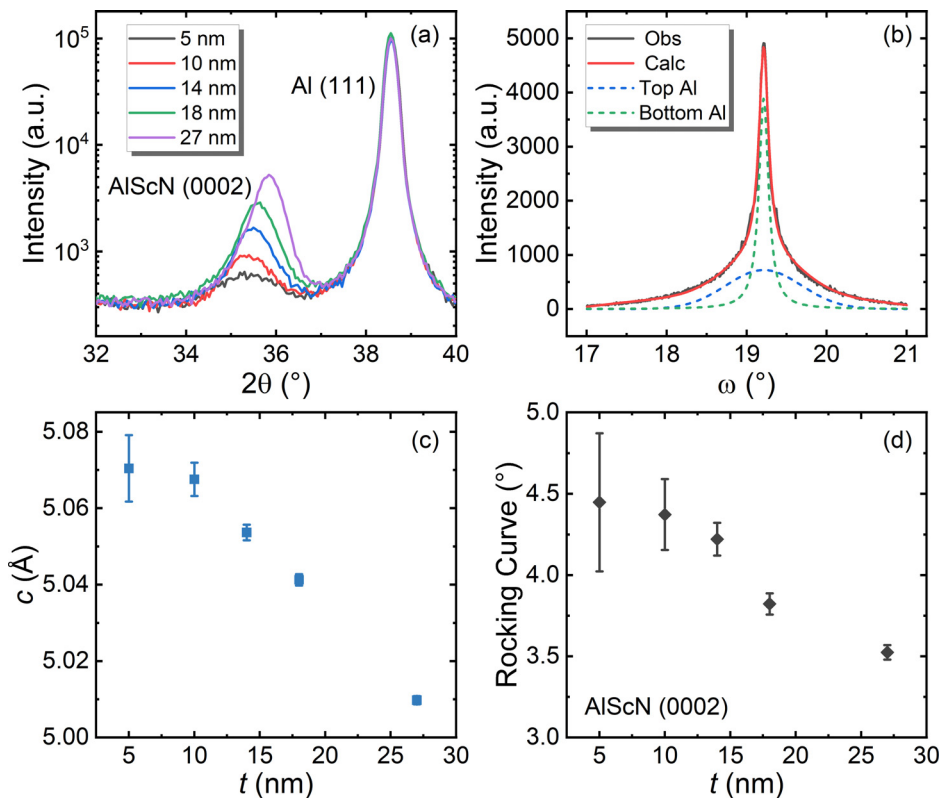 (a)
5 nm
10 nm
14 nm
18 nm
27 nm
Al (111)
AlScN (0002)
10^5
10^4
10^3
Intensity (a.u.)
32 34 36 38 40
2θ (°)
(b)
Obs
Calc
Top Al
Bottom Al
5000
4000
3000
2000
1000
0
Intensity (a.u.)
17 18 19 20 21
ω (°)
(c)
5.08
5.06
5.04
5.02
5.00
c (Å)
5 10 15 20 25 30
t (nm)
(d)
5.0
4.5
4.0
3.5
3.0
Rocking Curve (°)
AlScN (0002)
5 10 15 20 25 30
t (nm)